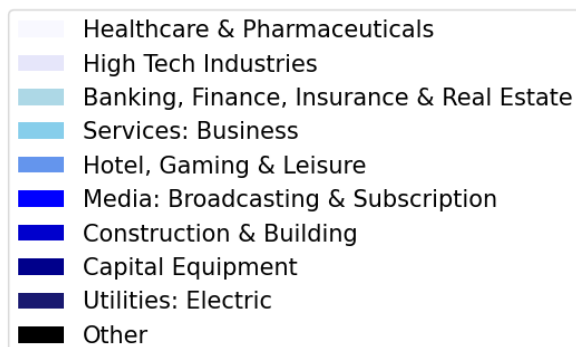 Healthcare & Pharmaceuticals
High Tech Industries
Banking, Finance, Insurance & Real Estate
Services: Business
Hotel, Gaming & Leisure
Media: Broadcasting & Subscription
Construction & Building
Capital Equipment
Utilities: Electric
Other